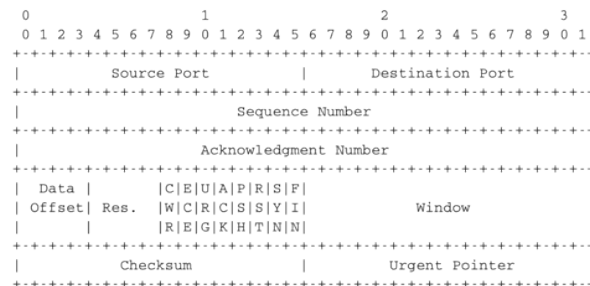 0                   1                   2                   3
0 1 2 3 4 5 6 7 8 9 0 1 2 3 4 5 6 7 8 9 0 1 2 3 4 5 6 7 8 9 0 1
+-+-+-+-+-+-+-+-+-+-+-+-+-+-+-+-+-+-+-+-+-+-+-+-+-+-+-+-+-+-+-+-
|          Source Port          |       Destination Port
+-+-+-+-+-+-+-+-+-+-+-+-+-+-+-+-+-+-+-+-+-+-+-+-+-+-+-+-+-+-+-+-
|                        Sequence Number
+-+-+-+-+-+-+-+-+-+-+-+-+-+-+-+-+-+-+-+-+-+-+-+-+-+-+-+-+-+-+-+-
|                    Acknowledgment Number
+-+-+-+-+-+-+-+-+-+-+-+-+-+-+-+-+-+-+-+-+-+-+-+-+-+-+-+-+-+-+-+-
|  Data |       |C|E|U|A|P|R|S|F|
| Offset| Res.  |W|C|R|C|S|S|Y|I|            Window
|       |       |R|E|G|K|H|T|N|N|
+-+-+-+-+-+-+-+-+-+-+-+-+-+-+-+-+-+-+-+-+-+-+-+-+-+-+-+-+-+-+-+-
|           Checksum            |         Urgent Pointer
+-+-+-+-+-+-+-+-+-+-+-+-+-+-+-+-+-+-+-+-+-+-+-+-+-+-+-+-+-+-+-+-